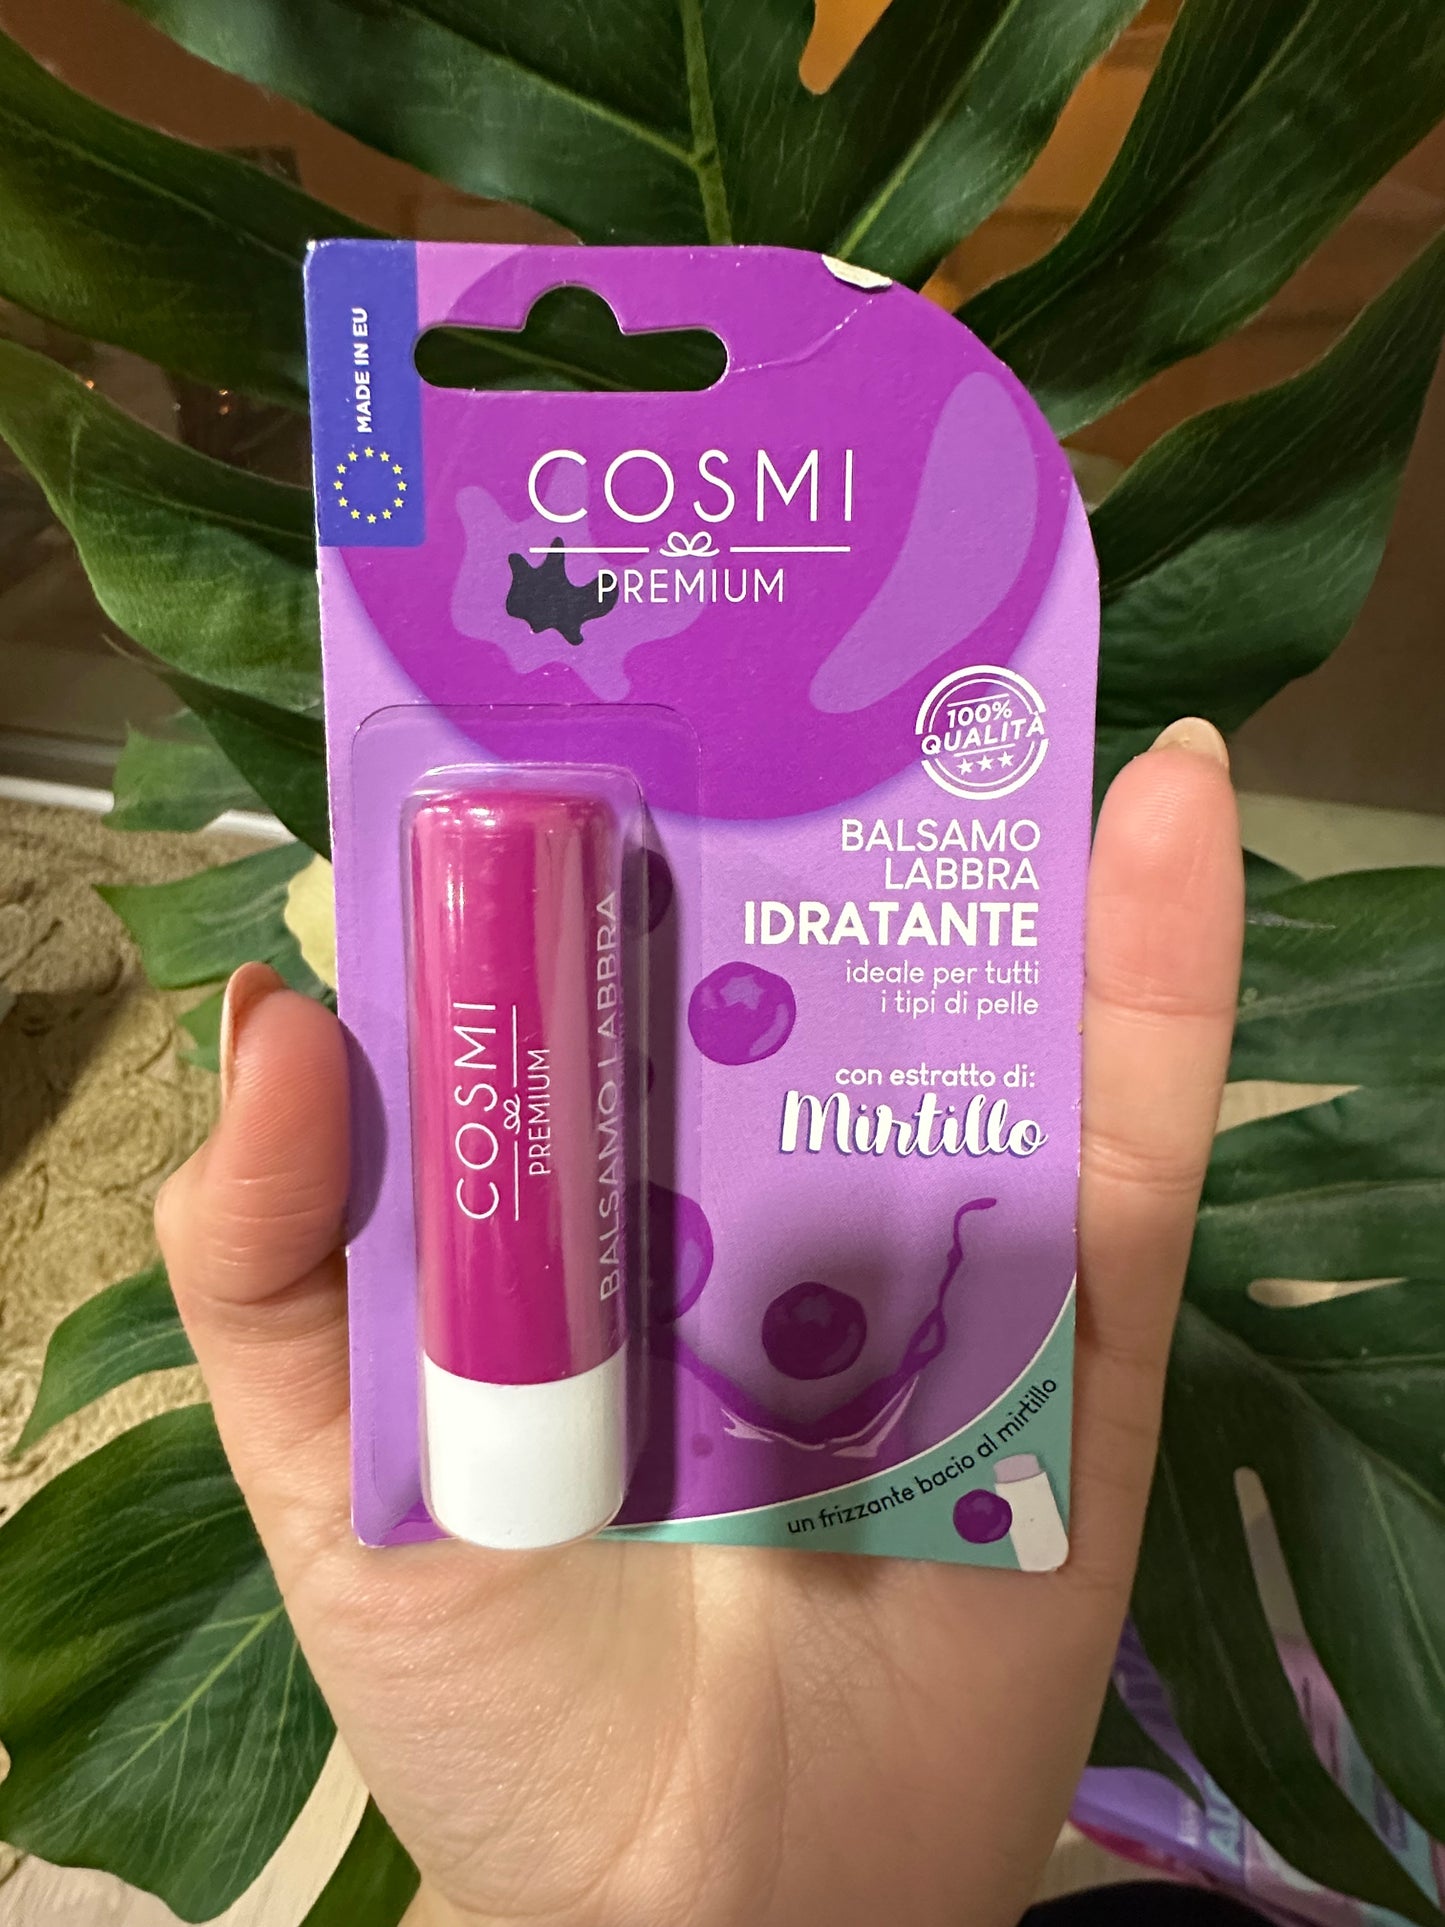 MADE IN EU
COSMI
PREMIUM
100%
QUALITÀ
BALSAMO
LABBRA
IDRATANTE
ideale per tutti
i tipi di pelle
con estratto di:
Mirtillo
un frizzante bacio al mirtillo
COSMI
PREMIUM
BALSAMO LABBRA